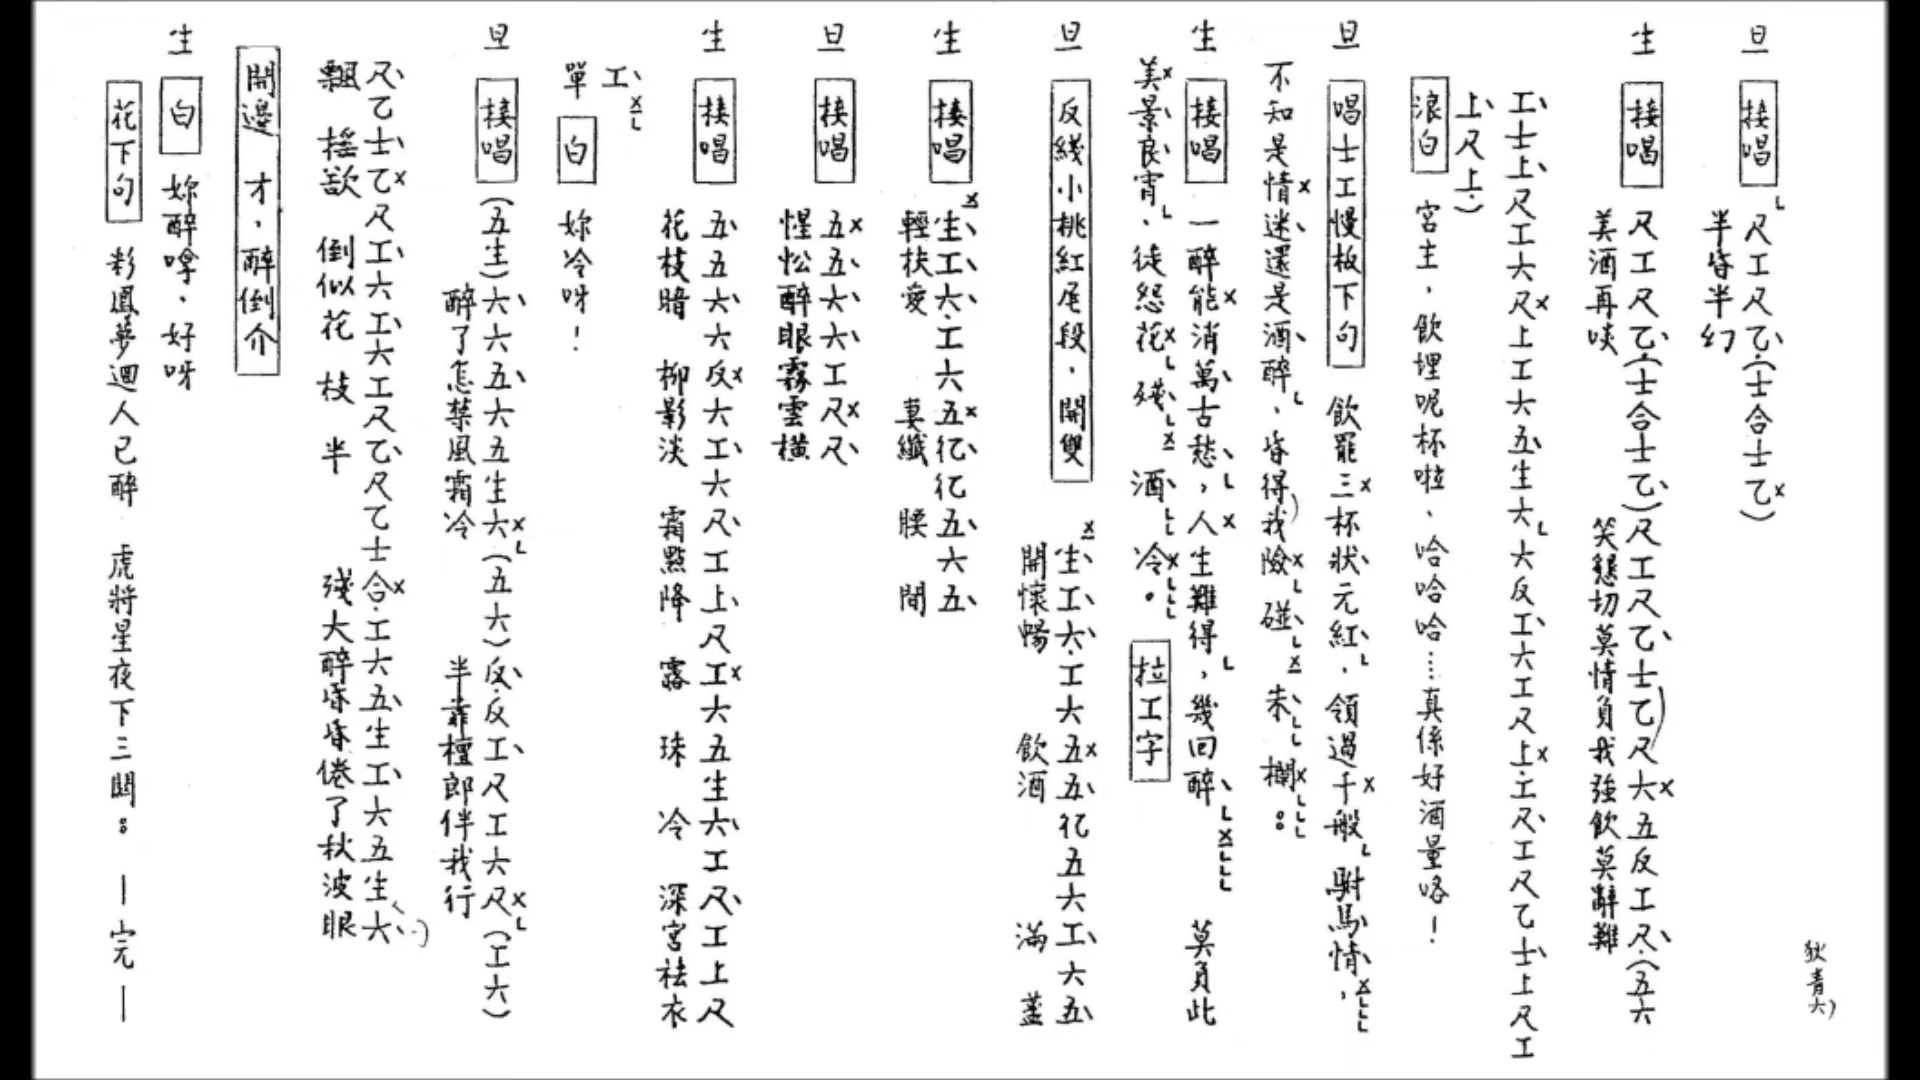 狄青六)
旦 接唱 尺工尺乙(士合士乙)
半昏半幻
生 接唱 尺工尺乙(士合士乙)尺工尺乙士乙尺六五反工尺(五六
美酒再啖 笑懇切莫情負我強飲莫辭難
工士上尺工六尺上工六五生六六反工六工尺上士尺工尺乙士上尺工
上尺上)
浪白 宮主，飲埋呢杯啦、哈哈哈哈…真係好酒量咯！
旦 唱士工慢板下句 飲罷三杯狀元紅，領過千般駙馬情，
不知是情迷還是酒醉、昏得我險碰未欄。
生 接唱 一醉能消萬古愁，人生難得，幾回醉 莫負此
美景良宵、徒怨花殘酒冷。 拉工字
旦 反綫小桃紅尾段，開雙 生工六工六五五仜五六工六五
開懷暢飲酒滿盞
生 接唱 生工六工六五仜仜五六五
輕扶愛妻纖腰間
旦 接唱 五五六六工尺尺
惺忪醉眼霧雲橫
生 接唱 五五六六反六工六尺工上尺工六五生六工尺工上尺
花枝暗柳影淡霜點降露珠冷深宮袪衣
工
單 白 妳冷呀！
旦 接唱 (五生)六六五六五生六(五六)反反工尺工六尺(工六)
醉了怎禁風霜冷 半靠檀郎伴我行
尺乙士乙尺工六工六工尺乙尺乙士合工六五生工六五生六
飄搖欲倒似花枝半殘大醉昏昏倦了秋波眼
開邊 才，醉倒介
生 白 妳醉嗱、好呀
花下句 彩鳳夢迴人已醉 虎將星夜下三關。—完—